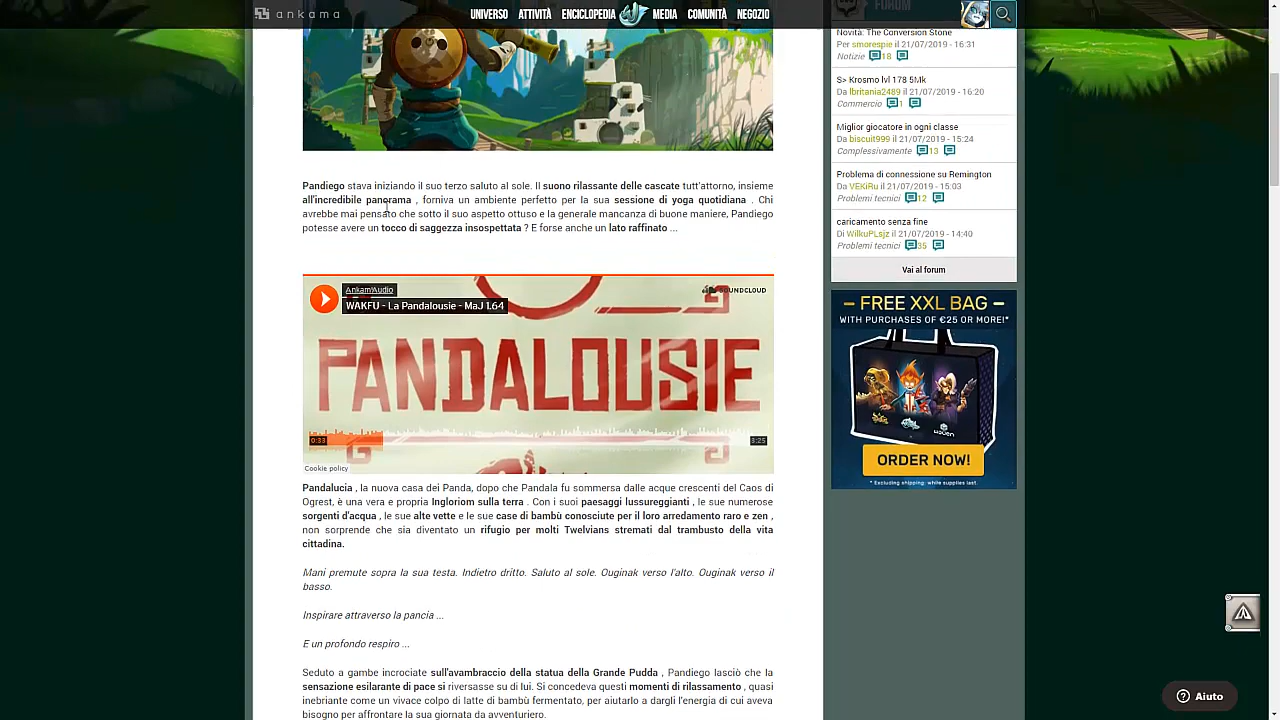 ankama
UNIVERSO ATTIVITÀ ENCICLOPEDIA MEDIA COMUNITÀ NEGOZIO
FORUM
Pandiego stava iniziando il suo terzo saluto al sole. Il suono rilassante delle cascate tutt'attorno, insieme
all'incredibile panorama , forniva un ambiente perfetto per la sua sessione di yoga quotidiana . Chi
avrebbe mai pensato che sotto il suo aspetto ottuso e la generale mancanza di buone maniere, Pandiego
potesse avere un tocco di saggezza insospettata ? E forse anche un lato raffinato ...
Ankam'Audio
WAKFU - La Pandalousie - MaJ 1.64
SOUNDCLOUD
PANDALOUSIE
0:33
3:25
Cookie policy
Pandalucia , la nuova casa dei Panda, dopo che Pandala fu sommersa dalle acque crescenti del Caos di
Ogrest, è una vera e propria Ingloriom sulla terra . Con i suoi paesaggi lussureggianti , le sue numerose
sorgenti d'acqua , le sue alte vette e le sue case di bambù conosciute per il loro arredamento raro e zen ,
non sorprende che sia diventato un rifugio per molti Twelvians stremati dal trambusto della vita
cittadina.
Mani premute sopra la sua testa. Indietro dritto. Saluto al sole. Ouginak verso l'alto. Ouginak verso il
basso.
Inspirare attraverso la pancia ...
E un profondo respiro ...
Seduto a gambe incrociate sull'avambraccio della statua della Grande Pudda , Pandiego lasciò che la
sensazione esilarante di pace si riversasse su di lui. Si concedeva questi momenti di rilassamento , quasi
inebriante come un vivace colpo di latte di bambù fermentato, per aiutarlo a dargli l'energia di cui aveva
bisogno per affrontare la sua giornata da avventuriero.
Novità: The Conversion Stone
Per smorespie il 21/07/2019 - 16:31
Notizie 18
S> Krosmo lvl 178 5Mk
Da lbritania2489 il 21/07/2019 - 16:20
Commercio 1
Miglior giocatore in ogni classe
Da biscuit999 il 21/07/2019 - 15:24
Complessivamente 13
Problema di connessione su Remington
Da VEKiRu il 21/07/2019 - 15:03
Problemi tecnici 12
caricamento senza fine
Di WilkuPLsjz il 21/07/2019 - 14:40
Problemi tecnici 35
Vai al forum
– FREE XXL BAG –
WITH PURCHASES OF €25 OR MORE!*
WAVEN
ORDER NOW!
* Excluding shipping: while supplies last.
Aiuto